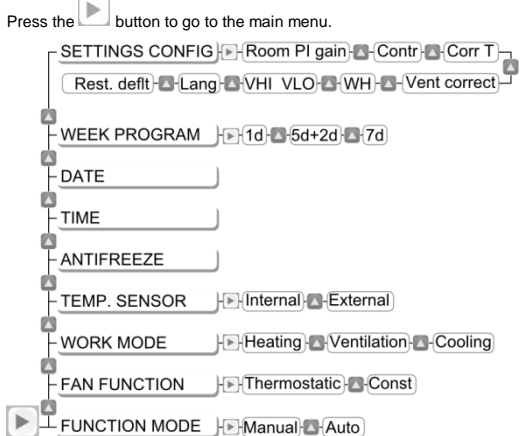 Press the button to go to the main menu.
SETTINGS CONFIG Room PI gain Contr Corr T
Rest. deflt Lang VHI VLO WH Vent correct
WEEK PROGRAM 1d 5d+2d 7d
DATE
TIME
ANTIFREEZE
TEMP. SENSOR Internal External
WORK MODE Heating Ventilation Cooling
FAN FUNCTION Thermostatic Const
FUNCTION MODE Manual Auto